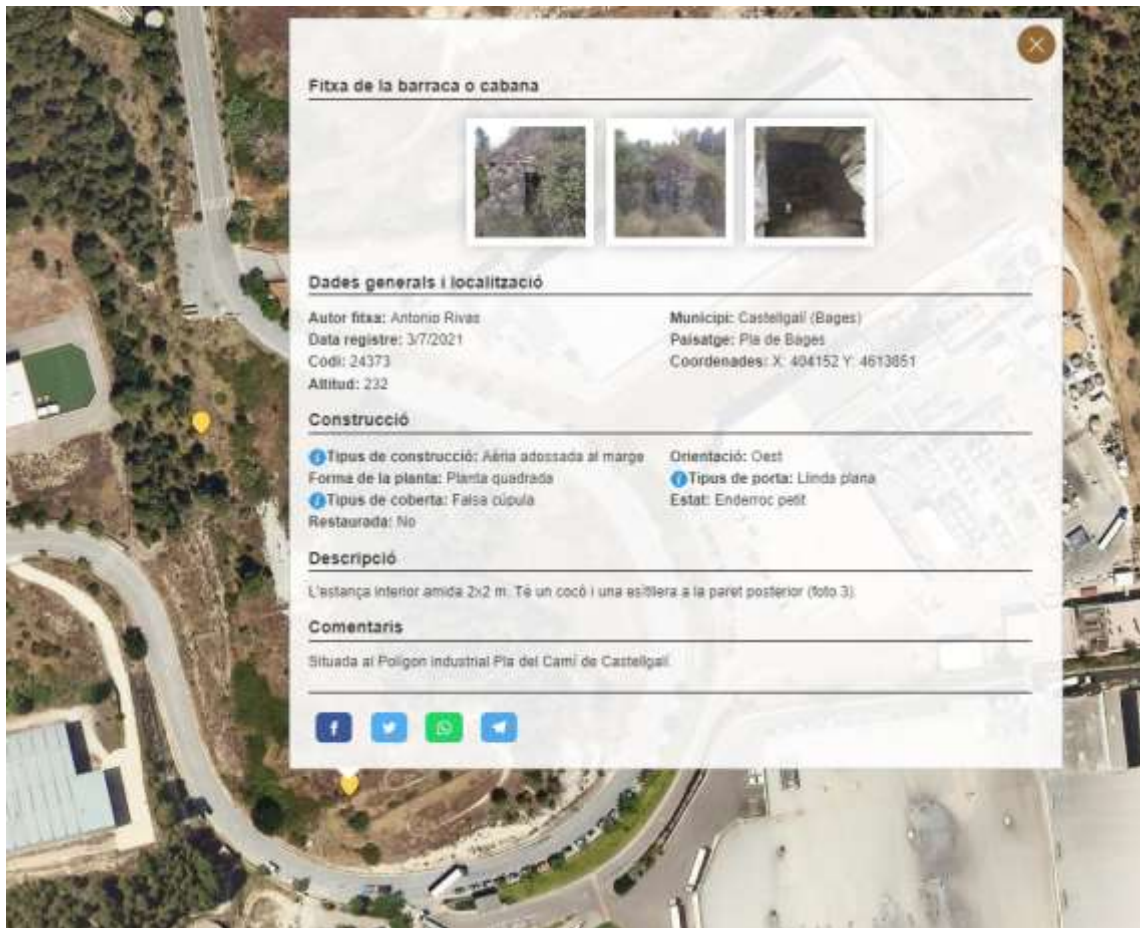 Fitxa de la barraca o cabana
Dades generals i localització
Autor fitxa: Antonio Rivas
Data registre: 3/7/2021
Codi: 24373
Altitud: 232
Municipi: Castellgalí (Bages)
Paisatge: Pla de Bages
Coordenades: X: 404152 Y: 4613851
Construcció
Tipus de construcció: Aèria adossada al marge
Forma de la planta: Planta quadrada
Tipus de coberta: Falsa cúpula
Restaurada: No
Orientació: Oest
Tipus de porta: Llinda plana
Estat: Enderroc petit
Descripció
L'estança interior amida 2x2 m. Té un cocó i una esitllera a la paret posterior (foto 3).
Comentaris
Situada al Polígon industrial Pla del Camí de Castellgalí.